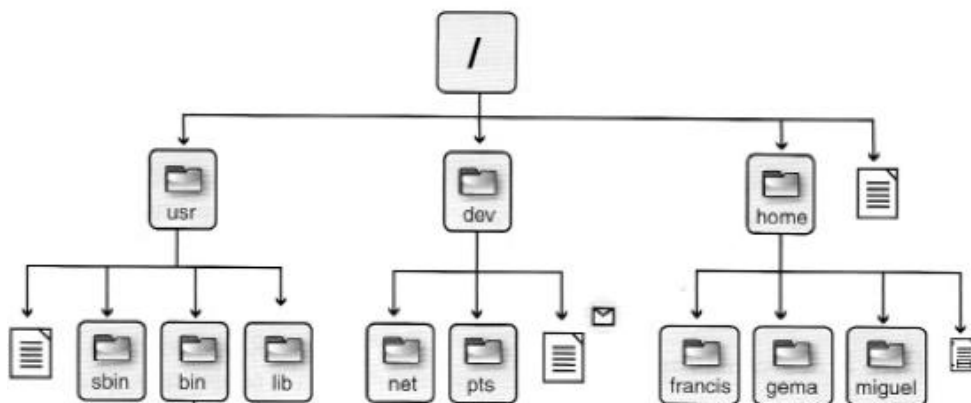 /
usr
dev
home
sbin
bin
lib
net
pts
francis
gema
miguel